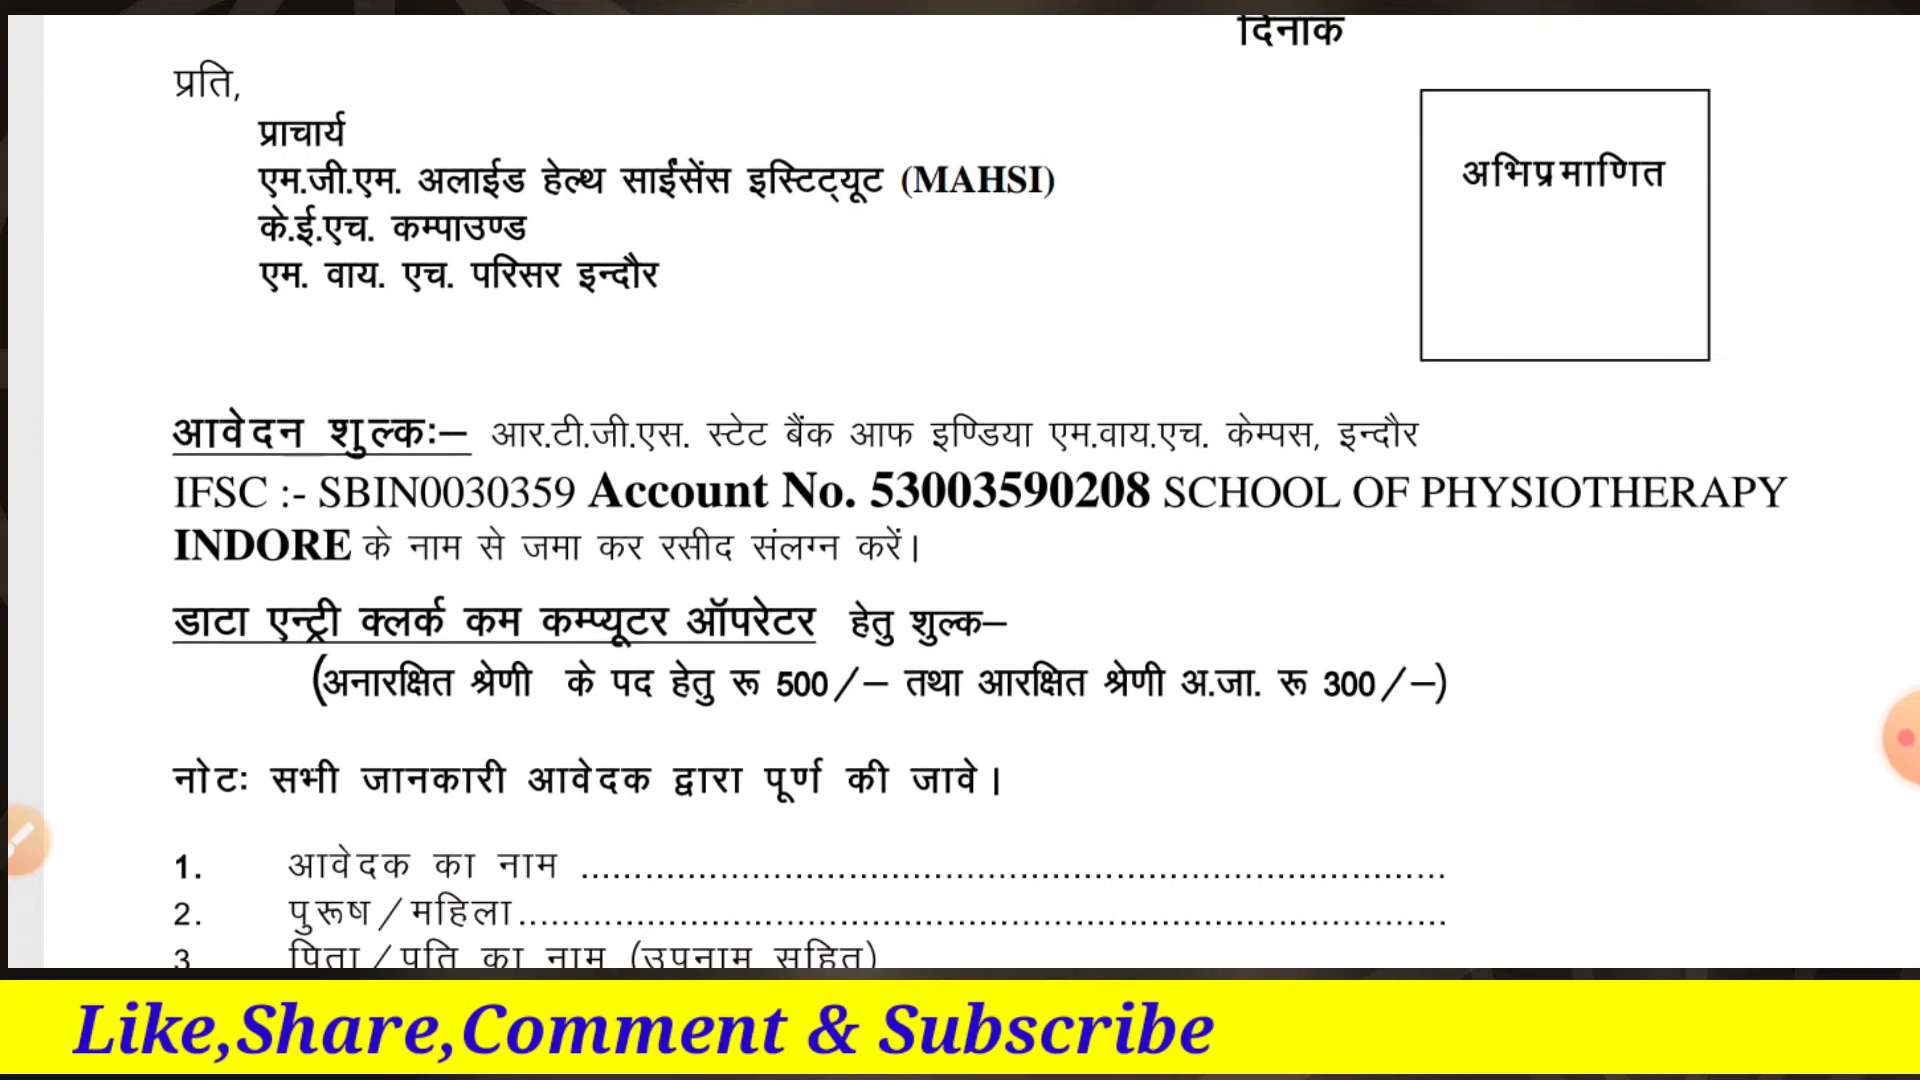 दिनांक
प्रति,
प्राचार्य
एम.जी.एम. अलाईड हेल्थ साईंसेंस इस्टिट्यूट (MAHSI)
के.ई.एच. कम्पाउण्ड
एम. वाय. एच. परिसर इन्दौर
अभिप्रमाणित
आवेदन शुल्कः– आर.टी.जी.एस. स्टेट बैंक आफ इण्डिया एम.वाय.एच. केम्पस, इन्दौर
IFSC :- SBIN0030359 Account No. 53003590208 SCHOOL OF PHYSIOTHERAPY
INDORE के नाम से जमा कर रसीद संलग्न करें।
डाटा एन्ट्री क्लर्क कम कम्प्यूटर ऑपरेटर हेतु शुल्क–
(अनारक्षित श्रेणी के पद हेतु रू 500/– तथा आरक्षित श्रेणी अ.जा. रू 300/–)
नोटः सभी जानकारी आवेदक द्वारा पूर्ण की जावे।
1. आवेदक का नाम ................................................................................
2. पुरूष/महिला................................................................................
3 पिता/पति का नाम (उपनाम सहित)
Like,Share,Comment & Subscribe